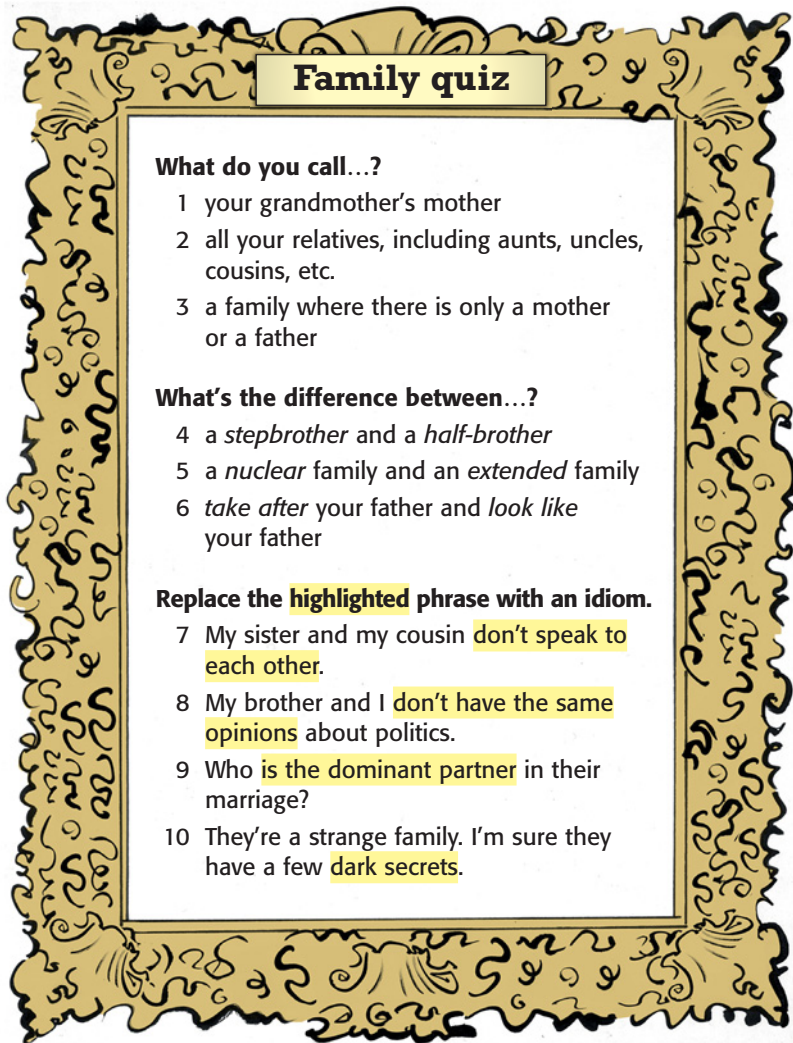 Family quiz
What do you call…?
1 your grandmother’s mother
2 all your relatives, including aunts, uncles,
cousins, etc.
3 a family where there is only a mother
or a father
What’s the difference between…?
4 a stepbrother and a half-brother
5 a nuclear family and an extended family
6 take after your father and look like
your father
Replace the highlighted phrase with an idiom.
7 My sister and my cousin don’t speak to
each other.
8 My brother and I don’t have the same
opinions about politics.
9 Who is the dominant partner in their
marriage?
10 They’re a strange family. I’m sure they
have a few dark secrets.